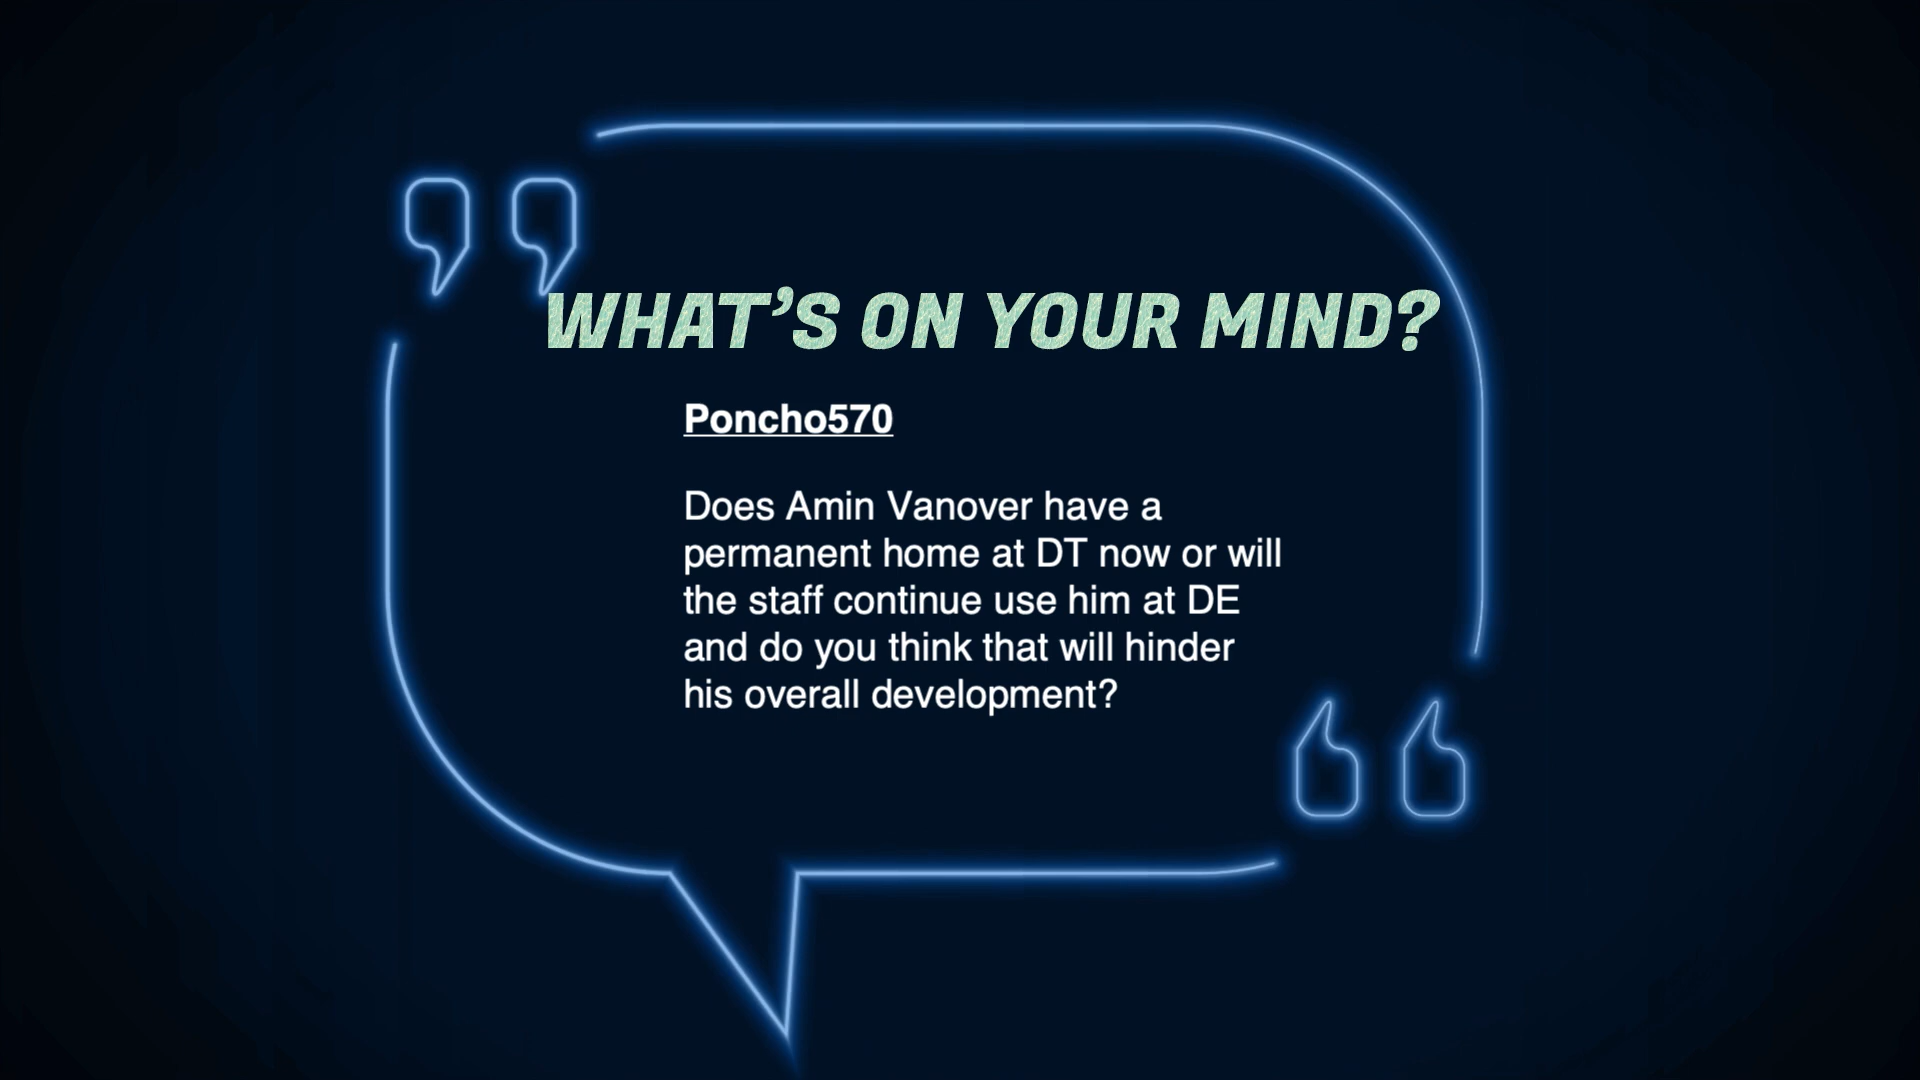 WHAT’S ON YOUR MIND?
Poncho570
Does Amin Vanover have a
permanent home at DT now or will
the staff continue use him at DE
and do you think that will hinder
his overall development?